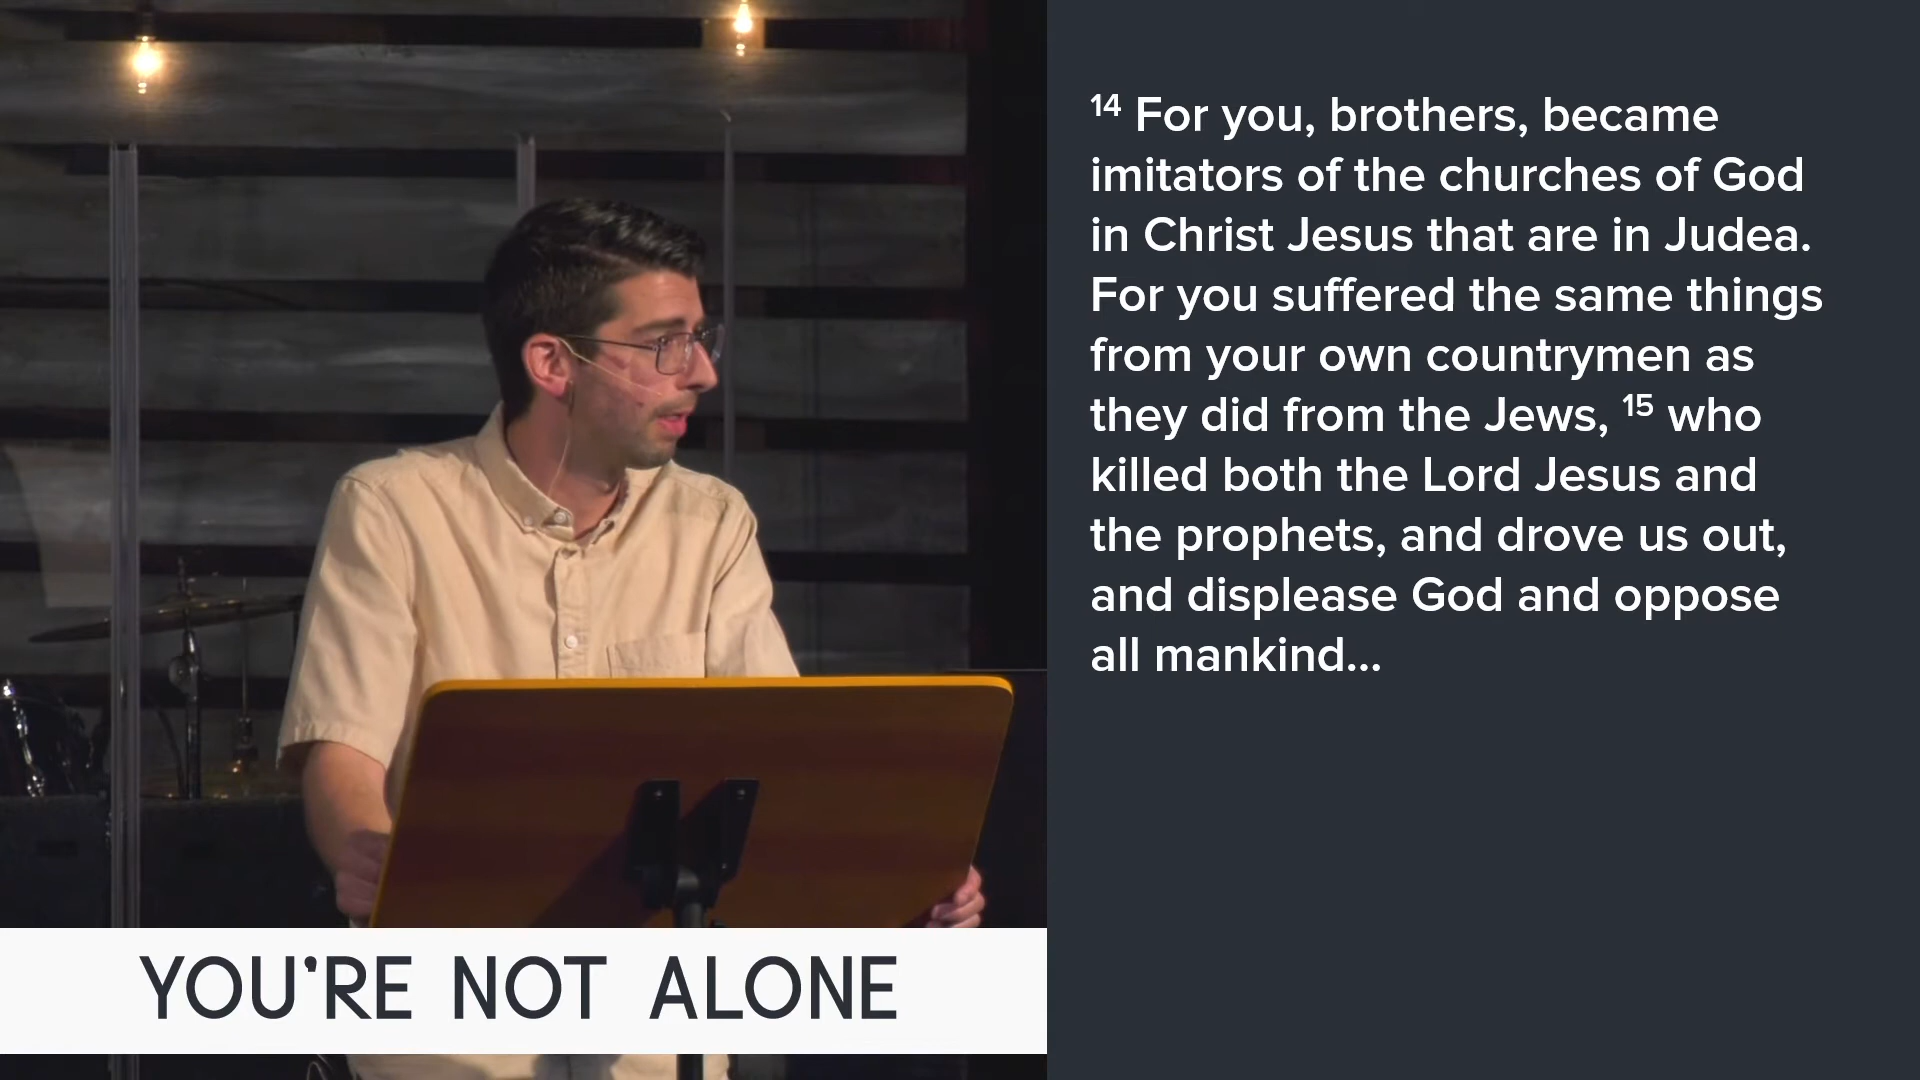 ¹⁴ For you, brothers, became
imitators of the churches of God
in Christ Jesus that are in Judea.
For you suffered the same things
from your own countrymen as
they did from the Jews, ¹⁵ who
killed both the Lord Jesus and
the prophets, and drove us out,
and displease God and oppose
all mankind...
YOU'RE NOT ALONE